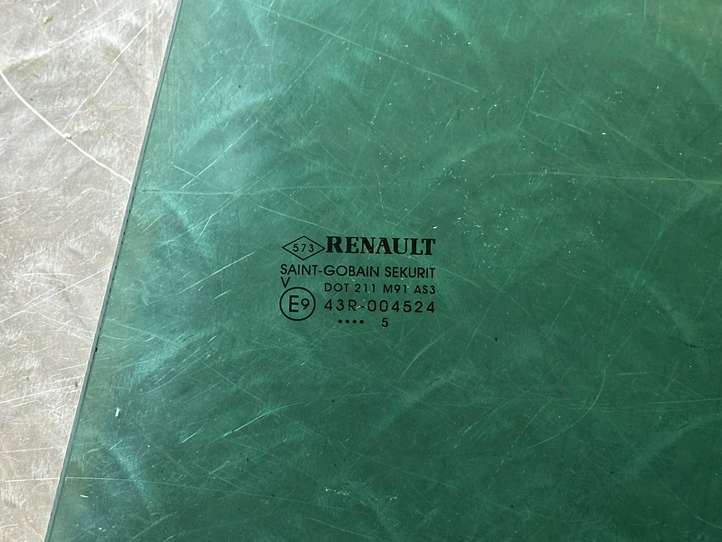 573 RENAULT
SAINT-GOBAIN SEKURIT
V DOT 211 M91 AS3
E9 43R-004524
•••• 5